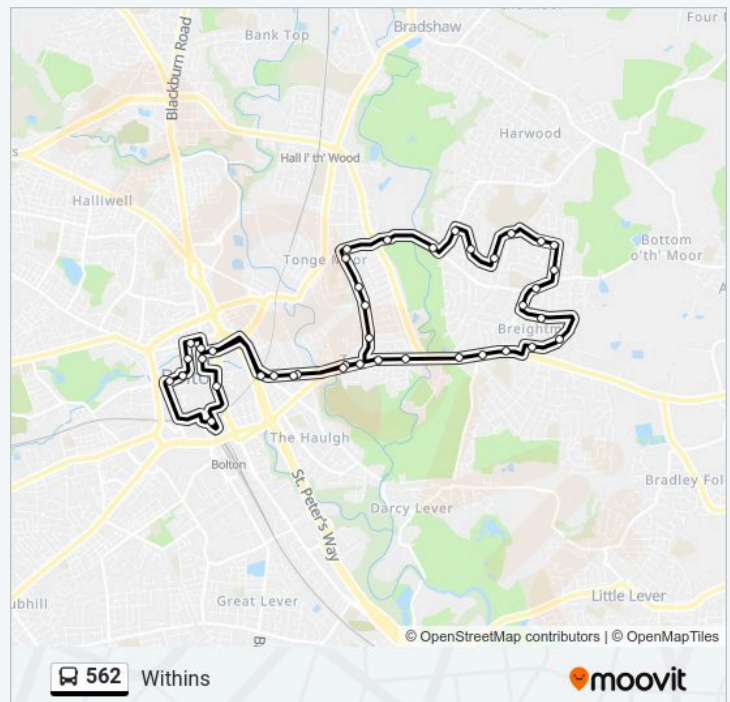 Four
Bank Top
Bradshaw
Blackburn Road
Harwood
s
Hall i' th' Wood
Halliwell
Bottom
o'th' Moor
Tonge Moor
A
Breightm
Bolton
The Haulgh
Bolton
Bradley Fol
St. Peter's Way
Darcy Lever
Little Lever
ubhill
Great Lever
B
© OpenStreetMap contributors | © OpenMapTiles
562 Withins
moovit